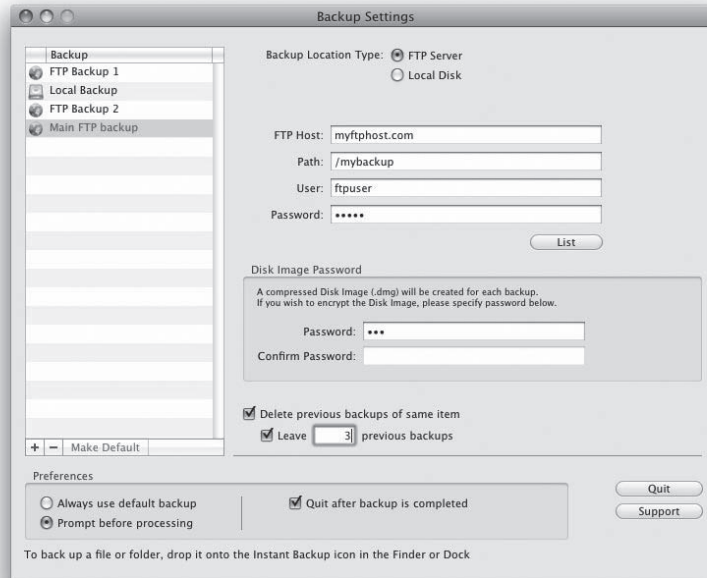 Backup Settings
Backup
FTP Backup 1
Local Backup
FTP Backup 2
Main FTP backup
+ − Make Default
Backup Location Type: FTP Server
Local Disk
FTP Host: myftphost.com
Path: /mybackup
User: ftpuser
Password: •••••
List
Disk Image Password
A compressed Disk Image (.dmg) will be created for each backup.
If you wish to encrypt the Disk Image, please specify password below.
Password: •••
Confirm Password:
Delete previous backups of same item
Leave 3 previous backups
Preferences
Always use default backup
Prompt before processing
Quit after backup is completed
Quit
Support
To back up a file or folder, drop it onto the Instant Backup icon in the Finder or Dock